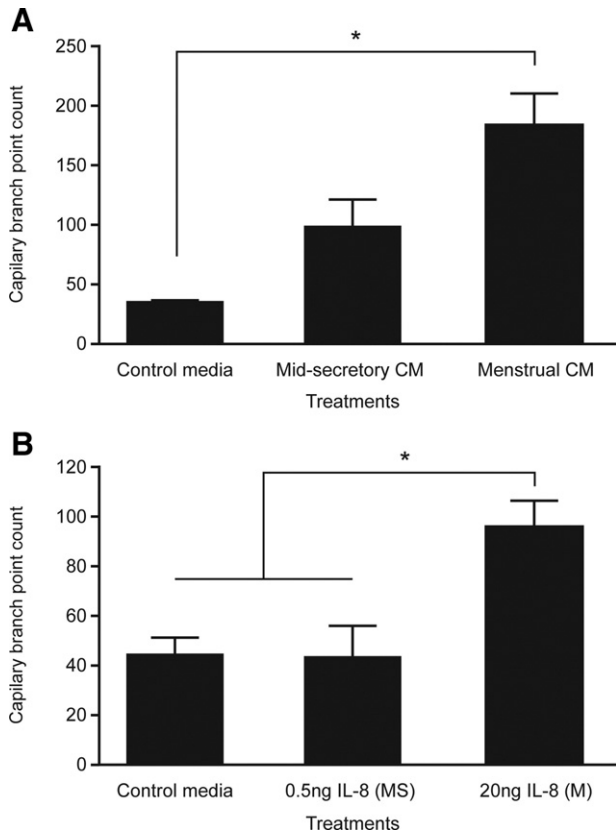 A
*
Capilary branch point count
250
200
150
100
50
0
Control media Mid-secretory CM Menstrual CM
Treatments
B
*
Capilary branch point count
120
100
80
60
40
20
0
Control media 0.5ng IL-8 (MS) 20ng IL-8 (M)
Treatments